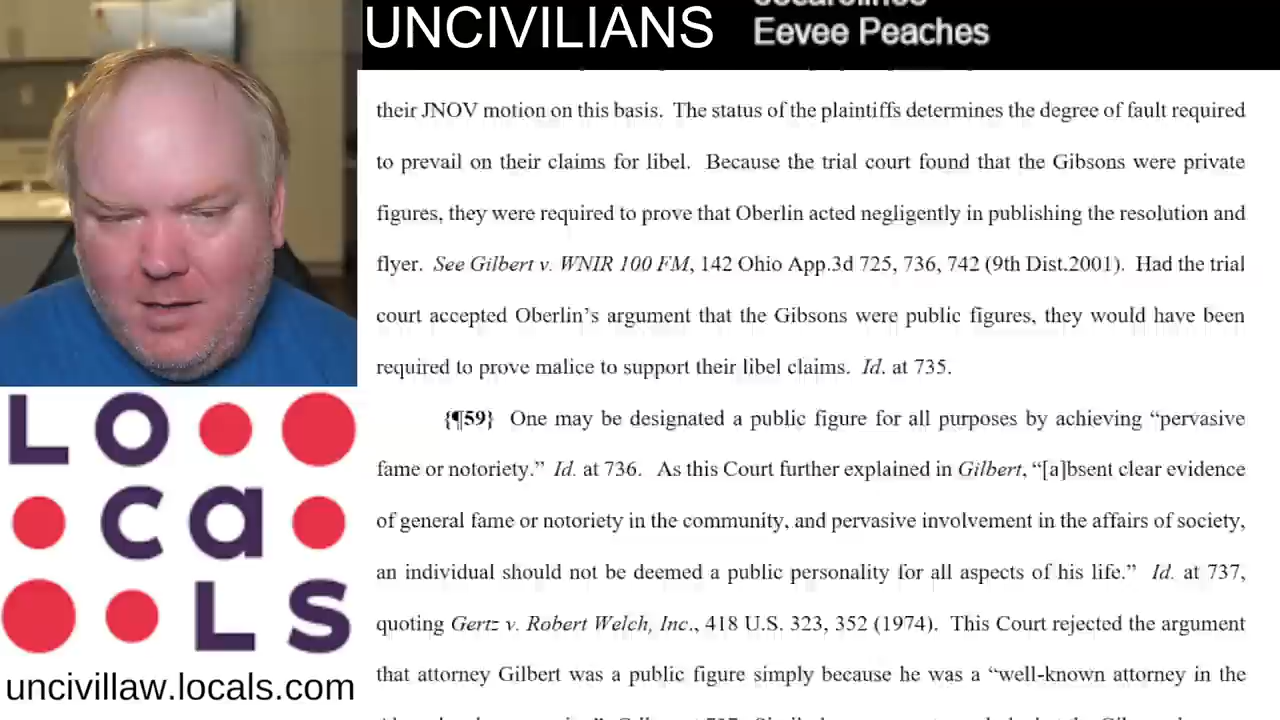 UNCIVILIANS
Eevee Peaches
their JNOV motion on this basis. The status of the plaintiffs determines the degree of fault required
to prevail on their claims for libel. Because the trial court found that the Gibsons were private
figures, they were required to prove that Oberlin acted negligently in publishing the resolution and
flyer. See Gilbert v. WNIR 100 FM, 142 Ohio App.3d 725, 736, 742 (9th Dist.2001). Had the trial
court accepted Oberlin’s argument that the Gibsons were public figures, they would have been
required to prove malice to support their libel claims. Id. at 735.
{¶59} One may be designated a public figure for all purposes by achieving “pervasive
fame or notoriety.” Id. at 736. As this Court further explained in Gilbert, “[a]bsent clear evidence
of general fame or notoriety in the community, and pervasive involvement in the affairs of society,
an individual should not be deemed a public personality for all aspects of his life.” Id. at 737,
quoting Gertz v. Robert Welch, Inc., 418 U.S. 323, 352 (1974). This Court rejected the argument
that attorney Gilbert was a public figure simply because he was a “well-known attorney in the
LO
ca
LS
uncivillaw.locals.com